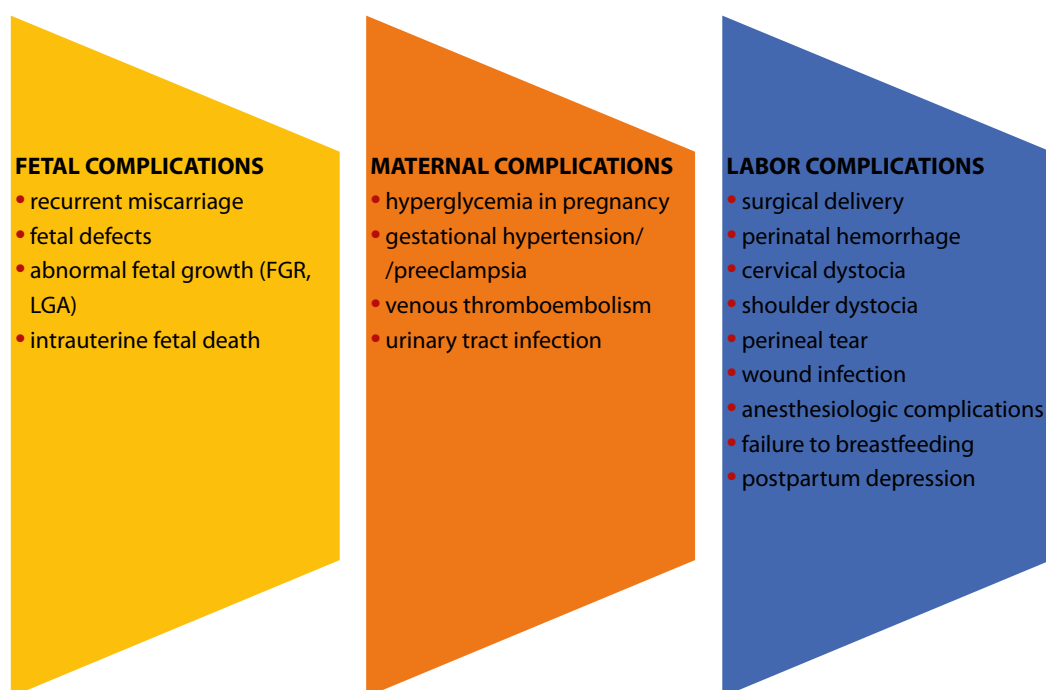 FETAL COMPLICATIONS
• recurrent miscarriage
• fetal defects
• abnormal fetal growth (FGR,
LGA)
• intrauterine fetal death
MATERNAL COMPLICATIONS
• hyperglycemia in pregnancy
• gestational hypertension/
/preeclampsia
• venous thromboembolism
• urinary tract infection
LABOR COMPLICATIONS
• surgical delivery
• perinatal hemorrhage
• cervical dystocia
• shoulder dystocia
• perineal tear
• wound infection
• anesthesiologic complications
• failure to breastfeeding
• postpartum depression